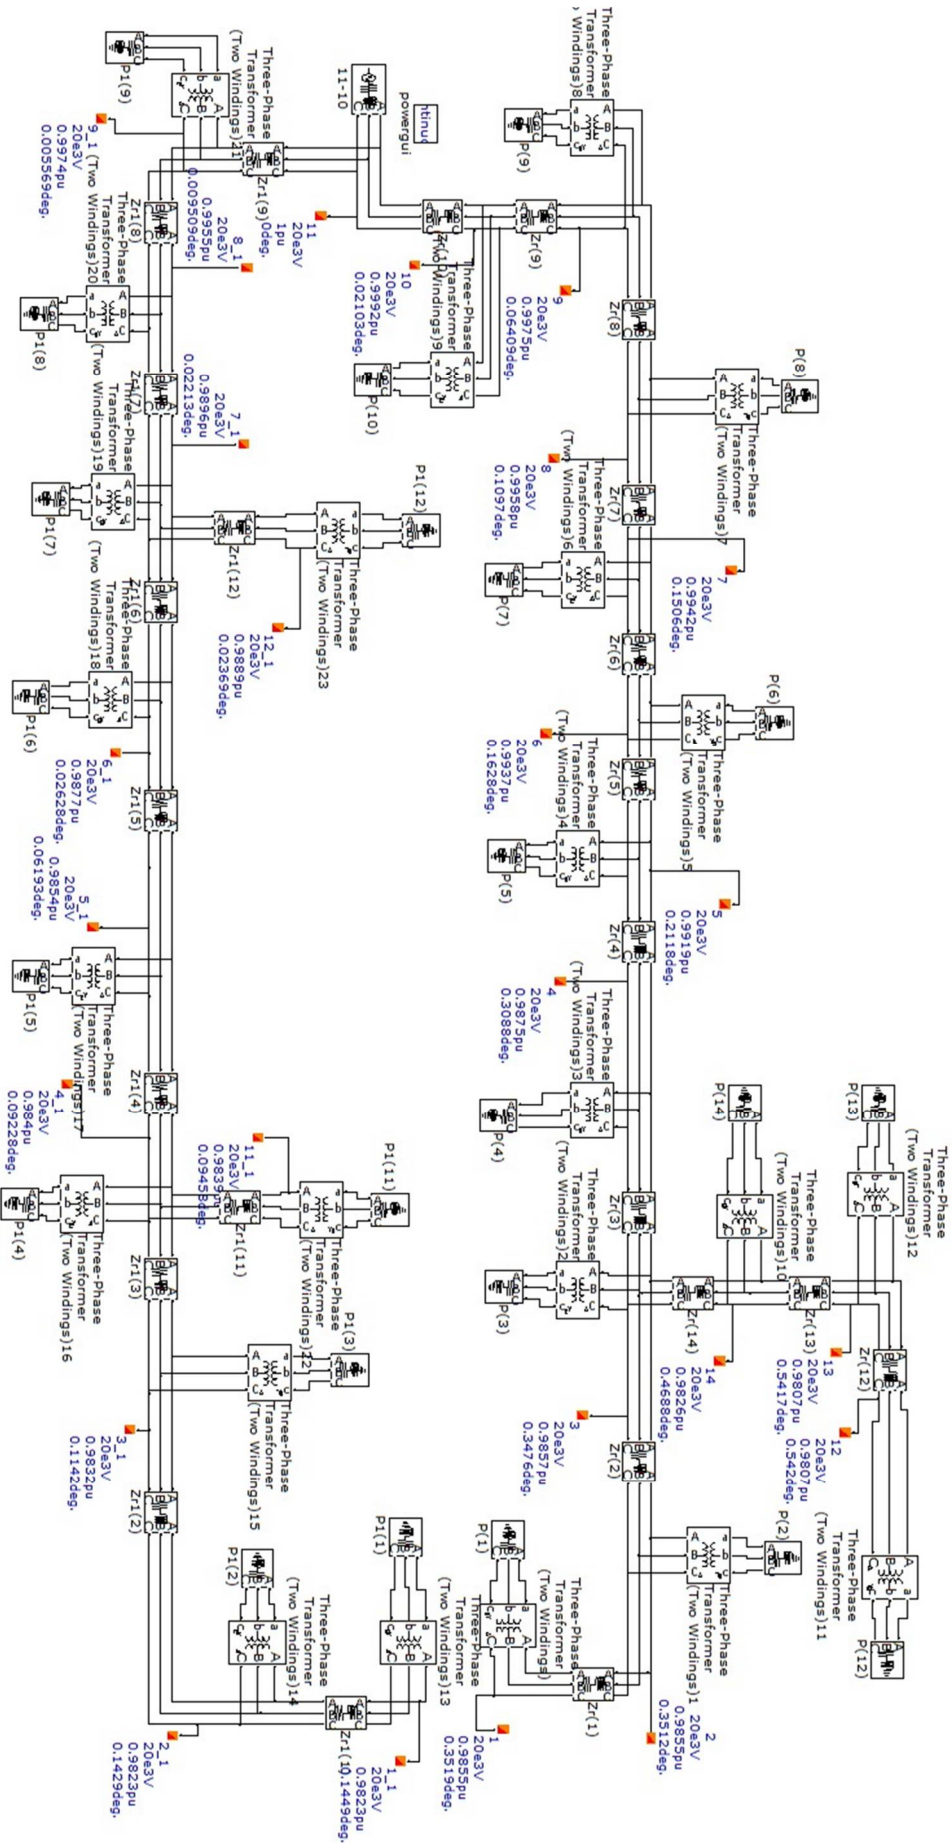 Three-Phase
Transformer
(Two Windings)12
P(13)
Three-Phase
Transformer
(Two Windings)11
P(12)
Zr(12)
12
20e3V
0.9807pu
0.542deg.
Zr(13)
13
20e3V
0.9807pu
0.5417deg.
Three-Phase
Transformer
(Two Windings)10
P(14)
Zr(14)
14
20e3V
0.9826pu
0.4688deg.
P(8)
Three-Phase
Transformer
(Two Windings)7
7
20e3V
0.9942pu
0.1506deg.
P(6)
Three-Phase
Transformer
(Two Windings)5
5
20e3V
0.9919pu
0.2118deg.
P(2)
Three-Phase
Transformer
(Two Windings)1
2
20e3V
0.9855pu
0.3512deg.
Three-Phase
Transformer
(Two Windings)8
P(9)
Zr(8)
Zr(7)
Zr(6)
Zr(5)
Zr(4)
Zr(3)
Zr(2)
Zr(1)
Zr(9)
9
20e3V
0.9975pu
0.06409deg.
8
20e3V
0.9958pu
0.1097deg.
Three-Phase
Transformer
(Two Windings)6
P(7)
6
20e3V
0.9937pu
0.1628deg.
Three-Phase
Transformer
(Two Windings)4
P(5)
4
20e3V
0.9875pu
0.3088deg.
Three-Phase
Transformer
(Two Windings)3
P(4)
Three-Phase
Transformer
(Two Windings)2
P(3)
3
20e3V
0.9857pu
0.3476deg.
Three-Phase
Transformer
(Two Windings)
P(1)
1
20e3V
0.9855pu
0.3519deg.
ntinuo
powergui
11-10
10
20e3V
0.9992pu
0.02103deg.
Three-Phase
Transformer
(Two Windings)9
P(10)
11
20e3V
1pu
0deg.
Zr1(9)
Three-Phase
Transformer
(Two Windings)21
P1(9)
9_1
20e3V
0.9974pu
0.005569deg.
8_1
20e3V
0.9955pu
0.009509deg.
7_1
20e3V
0.9896pu
0.02213deg.
P1(12)
Three-Phase
Transformer
(Two Windings)23
Zr1(12)
12_1
20e3V
0.9889pu
0.02369deg.
P1(11)
Three-Phase
Transformer
(Two Windings)22
Zr1(11)
11_1
20e3V
0.9839
P1(3)
Three-Phase
Transformer
(Two Windings)15
P1(1)
Three-Phase
Transformer
(Two Windings)13
P1(2)
Three-Phase
Transformer
(Two Windings)14
1_1
20e3V
0.9823pu
0.1449deg.
2_1
20e3V
0.9823pu
0.1429deg.
Zr1(8)
Zr1(7)
Zr1(6)
Zr1(5)
Zr1(4)
Zr1(3)
Zr1(2)
Three-Phase
Transformer
(Two Windings)20
P1(8)
Three-Phase
Transformer
(Two Windings)19
P1(7)
Three-Phase
Transformer
(Two Windings)18
P1(6)
6_1
20e3V
0.9877pu
0.02628deg.
5_1
20e3V
0.9854pu
0.06193deg.
Three-Phase
Transformer
(Two Windings)17
P1(5)
4_1
20e3V
0.984pu
0.09228deg.
Three-Phase
Transformer
(Two Windings)16
P1(4)
3_1
20e3V
0.9832pu
0.1142deg.